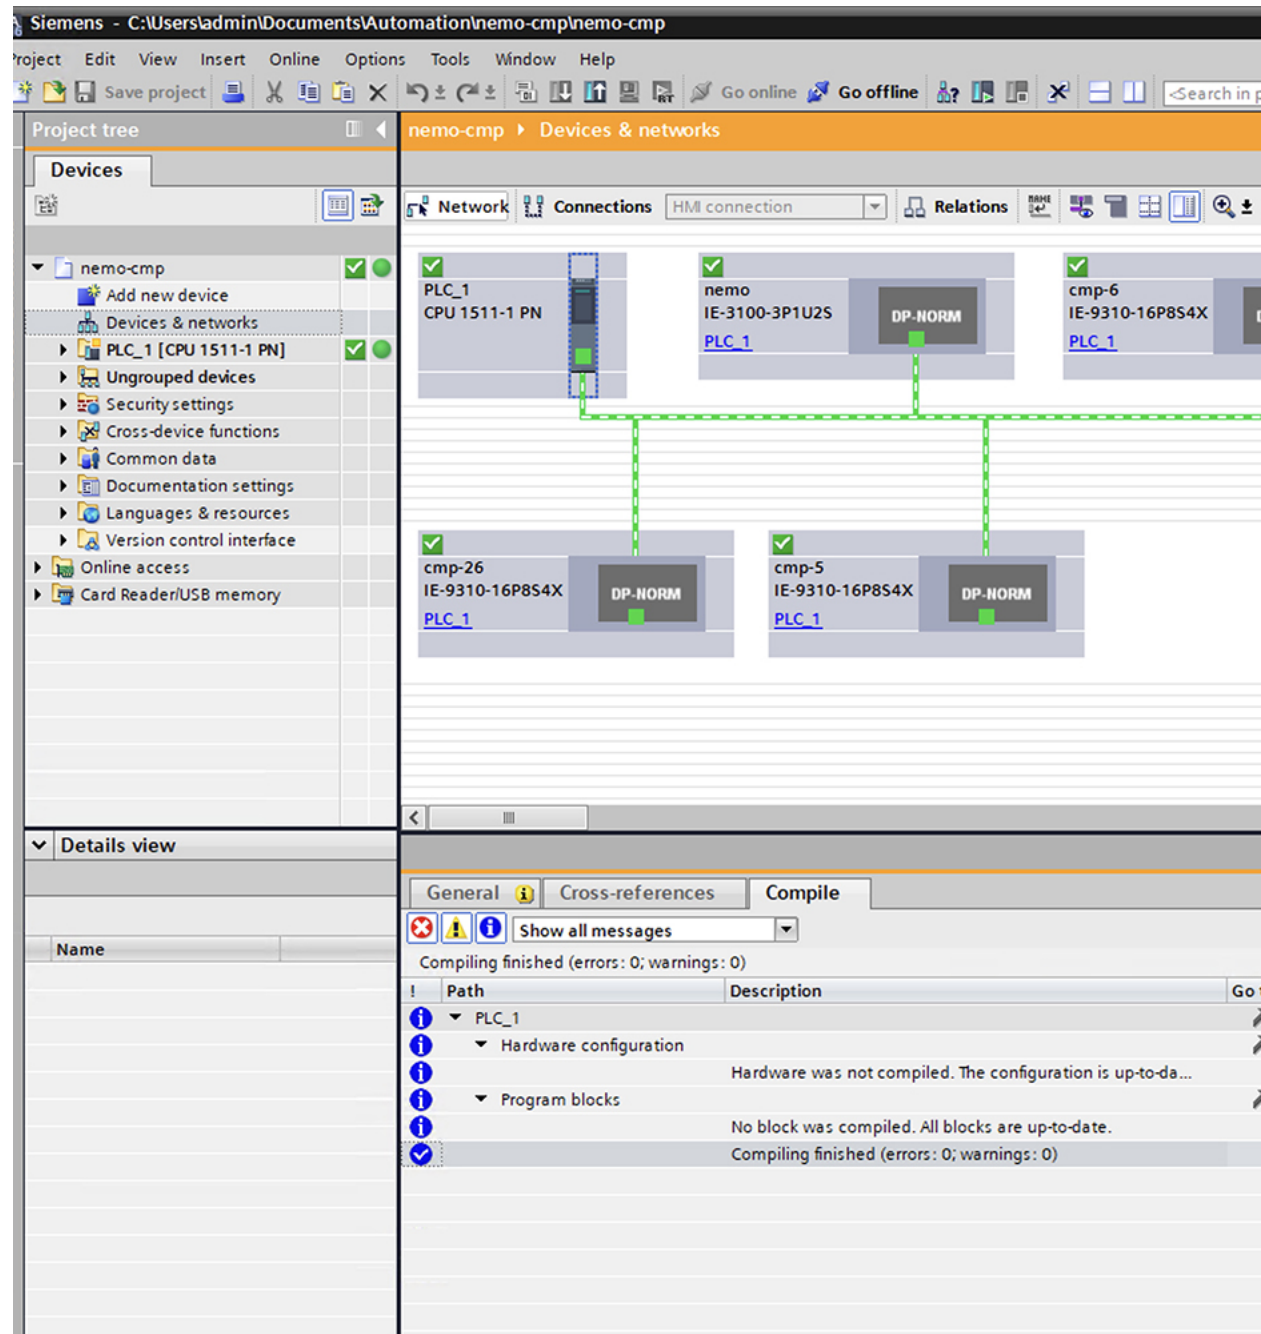 Siemens - C:\Users\admin\Documents\Automation\nemo-cmp\nemo-cmp
Edit View Insert Online Options Tools Window Help
Save project
Go online
Go offline
Project tree
Devices
nemo-cmp
Add new device
Devices & networks
PLC_1 [CPU 1511-1 PN]
Ungrouped devices
Security settings
Cross-device functions
Common data
Documentation settings
Languages & resources
Version control interface
Online access
Card Reader/USB memory
Details view
Name
nemo-cmp
Devices & networks
Network
Connections
HMI connection
Relations
PLC_1
CPU 1511-1 PN
nemo
IE-3100-3P1U2S
PLC_1
DP-NORM
cmp-6
IE-9310-16P8S4X
PLC_1
cmp-26
IE-9310-16P8S4X
PLC_1
DP-NORM
cmp-5
IE-9310-16P8S4X
PLC_1
DP-NORM
General
Cross-references
Compile
Show all messages
Compiling finished (errors: 0; warnings: 0)
! Path Description Go
PLC_1
Hardware configuration
Hardware was not compiled. The configuration is up-to-da...
Program blocks
No block was compiled. All blocks are up-to-date.
Compiling finished (errors: 0; warnings: 0)